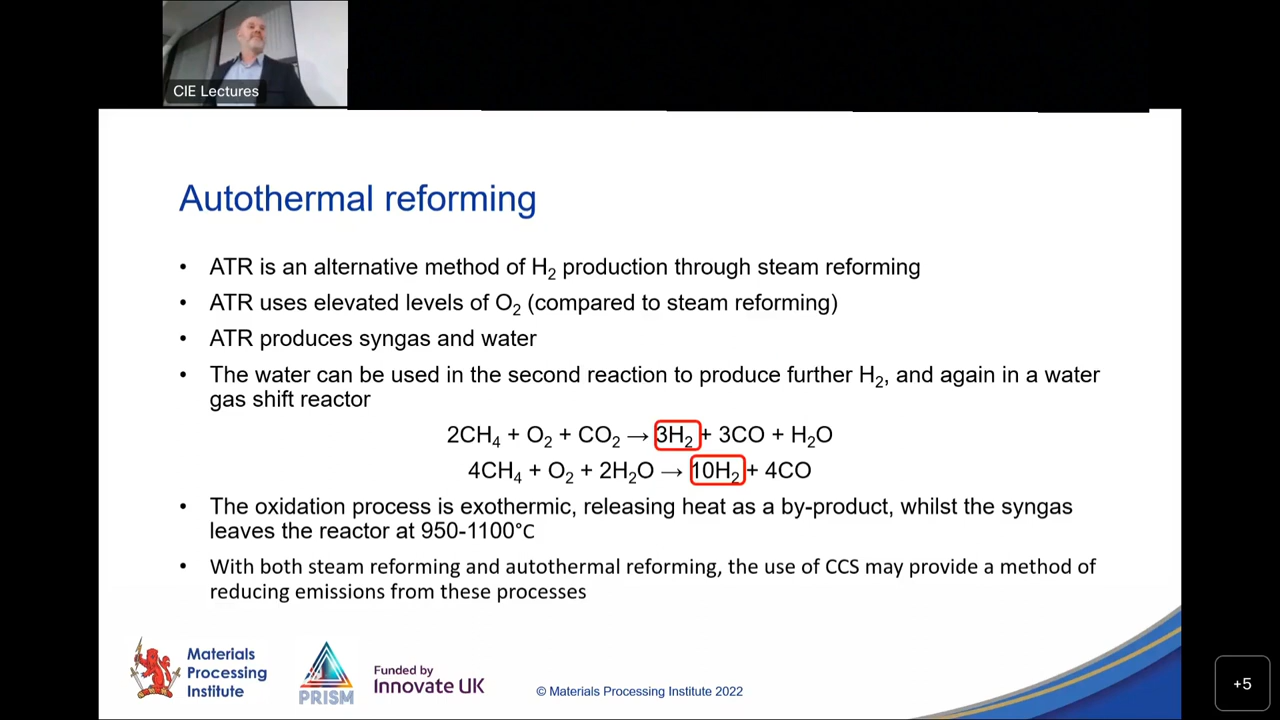 CIE Lectures
Autothermal reforming
• ATR is an alternative method of H₂ production through steam reforming
• ATR uses elevated levels of O₂ (compared to steam reforming)
• ATR produces syngas and water
• The water can be used in the second reaction to produce further H₂, and again in a water
gas shift reactor
2CH₄ + O₂ + CO₂ → 3H₂ + 3CO + H₂O
4CH₄ + O₂ + 2H₂O → 10H₂ + 4CO
• The oxidation process is exothermic, releasing heat as a by-product, whilst the syngas
leaves the reactor at 950-1100°C
• With both steam reforming and autothermal reforming, the use of CCS may provide a method of
reducing emissions from these processes
Materials
Processing
Institute
PRISM
Funded by
Innovate UK
© Materials Processing Institute 2022
+5